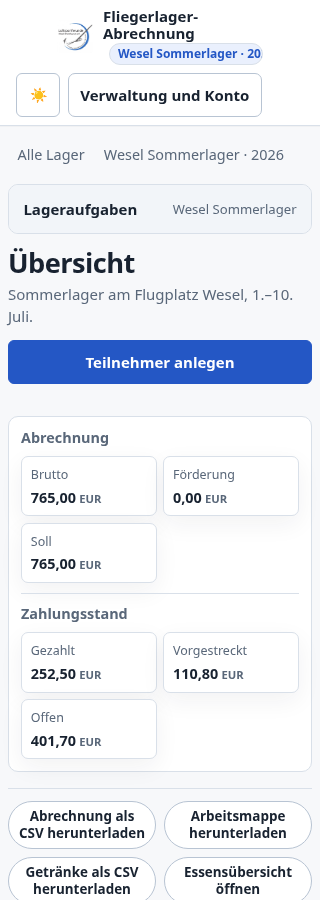 Fliegerlager-
Abrechnung
Wesel Sommerlager · 20
Verwaltung und Konto
Alle Lager Wesel Sommerlager · 2026
Lageraufgaben Wesel Sommerlager
Übersicht
Sommerlager am Flugplatz Wesel, 1.–10.
Juli.
Teilnehmer anlegen
Abrechnung
Brutto Förderung
765,00 EUR 0,00 EUR
Soll
765,00 EUR
Zahlungsstand
Gezahlt Vorgestreckt
252,50 EUR 110,80 EUR
Offen
401,70 EUR
Abrechnung als
CSV herunterladen
Arbeitsmappe
herunterladen
Getränke als CSV
herunterladen
Essensübersicht
öffnen